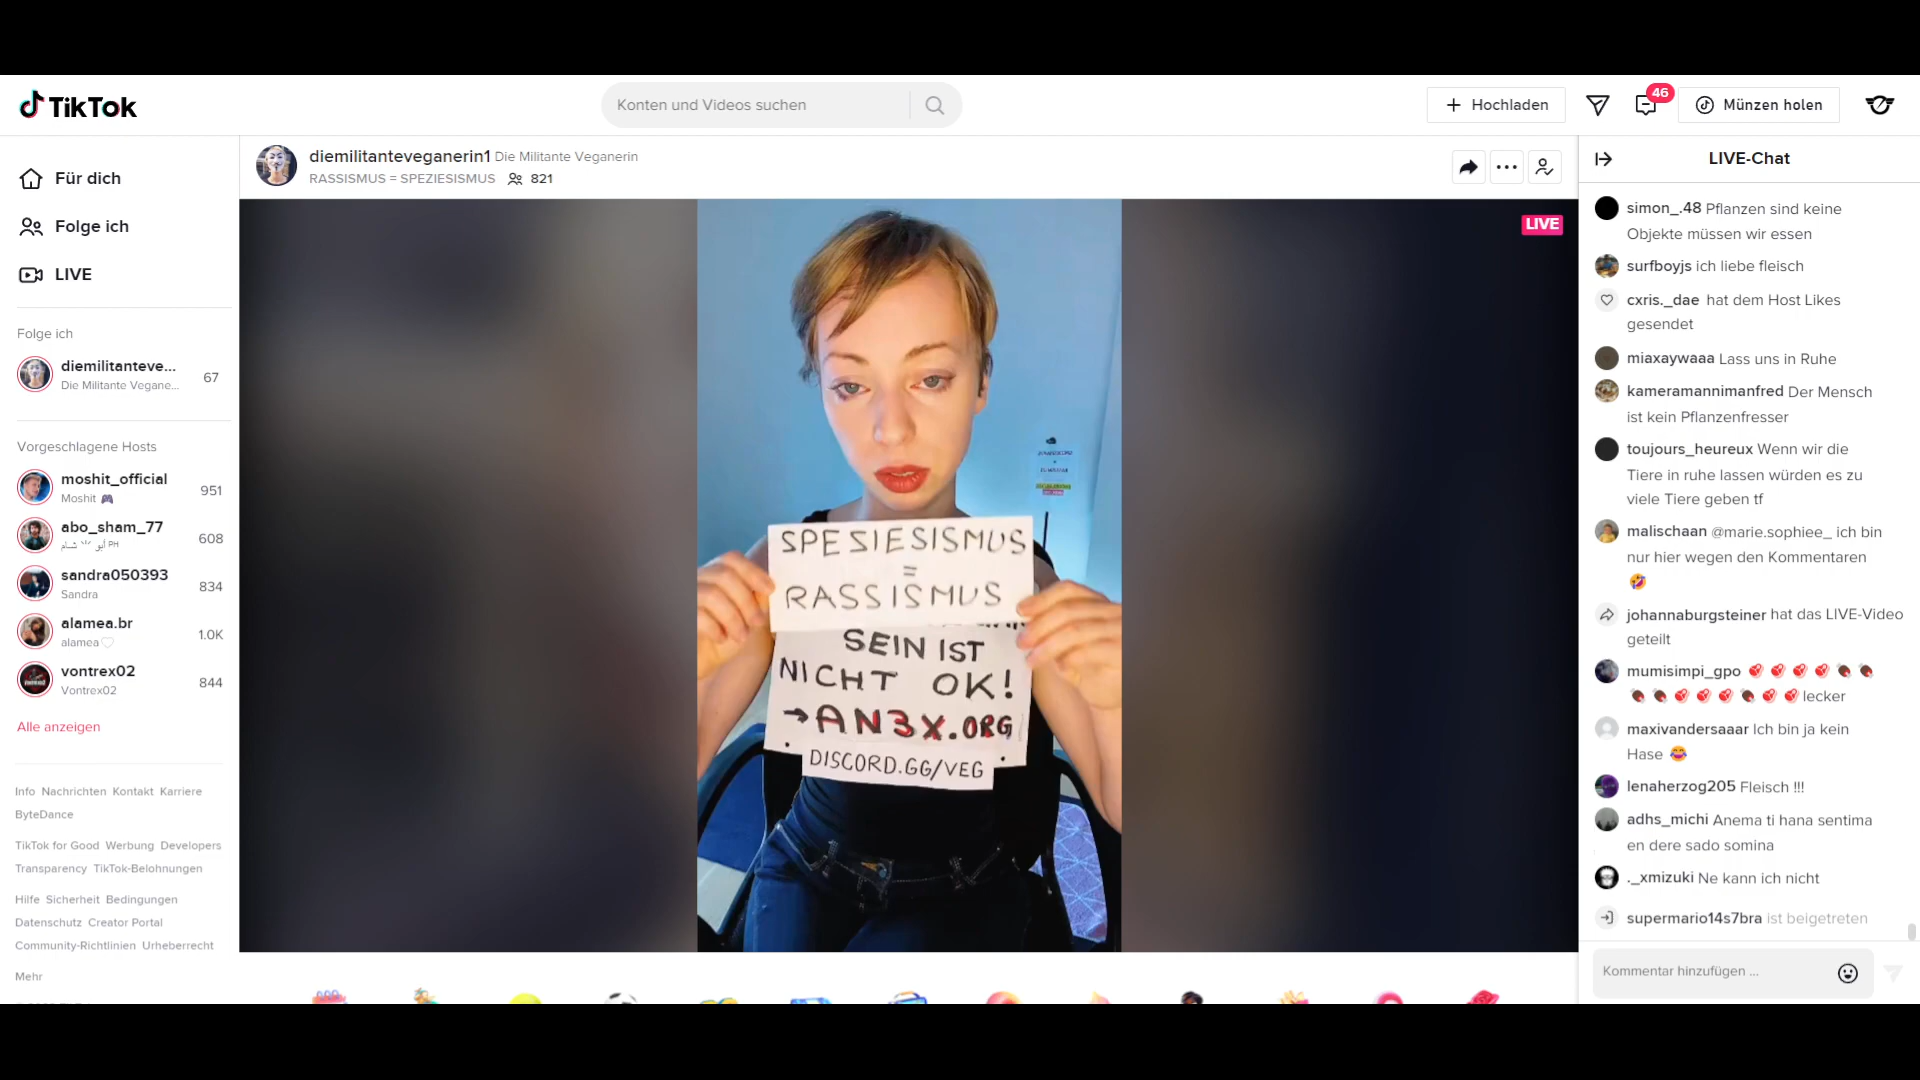 TikTok
Konten und Videos suchen
Hochladen
46
Münzen holen
Für dich
Folge ich
LIVE
Folge ich
diemilitanteve...
Die Militante Vegane...
67
Vorgeschlagene Hosts
moshit_official
Moshit 🎮
951
abo_sham_77
608
sandra050393
Sandra
834
alamea.br
alamea♡
1.0K
vontrex02
Vontrex02
844
Alle anzeigen
Info Nachrichten Kontakt Karriere
ByteDance
TikTok for Good Werbung Developers
Transparency TikTok-Belohnungen
Hilfe Sicherheit Bedingungen
Datenschutz Creator Portal
Community-Richtlinien Urheberrecht
Mehr
diemilitanteveganerin1 Die Militante Veganerin
RASSISMUS = SPEZIESISMUS 821
LIVE
SPEZIESISMUS
=
RASSISMUS
SEIN IST
NICHT OK!
→AN3X.ORG
DISCORD.GG/VEG
LIVE-Chat
simon_.48 Pflanzen sind keine
Objekte müssen wir essen
surfboyjs ich liebe fleisch
cxris._dae hat dem Host Likes
gesendet
miaxaywaaa Lass uns in Ruhe
kameramannimanfred Der Mensch
ist kein Pflanzenfresser
toujours_heureux Wenn wir die
Tiere in ruhe lassen würden es zu
viele Tiere geben tf
malischaan @marie.sophiee_ ich bin
nur hier wegen den Kommentaren
🤣
johannaburgsteiner hat das LIVE-Video
geteilt
mumisimpi_gpo 🥩🥩🥩🥩🍗🍗
🍗🍗🥩🥩🥩🍗🥩🥩lecker
maxivandersaaar Ich bin ja kein
Hase 😂
lenaherzog205 Fleisch !!!
adhs_michi Anema ti hana sentima
en dere sado somina
._xmizuki Ne kann ich nicht
supermario14s7bra ist beigetreten
Kommentar hinzufügen ...